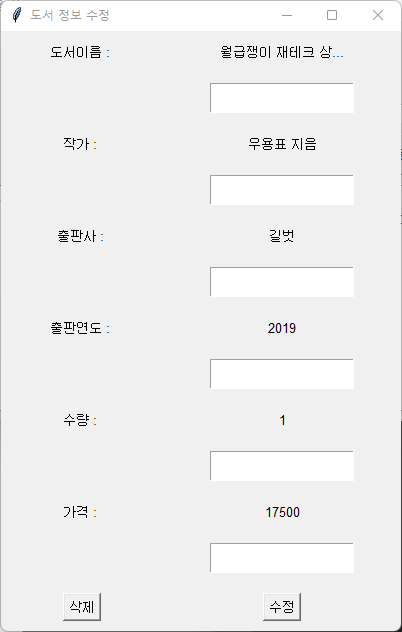 도서 정보 수정
도서이름 : 월급쟁이 재테크 상...
작가 : 우용표 지음
출판사 : 길벗
출판연도 : 2019
수량 : 1
가격 : 17500
삭제 수정